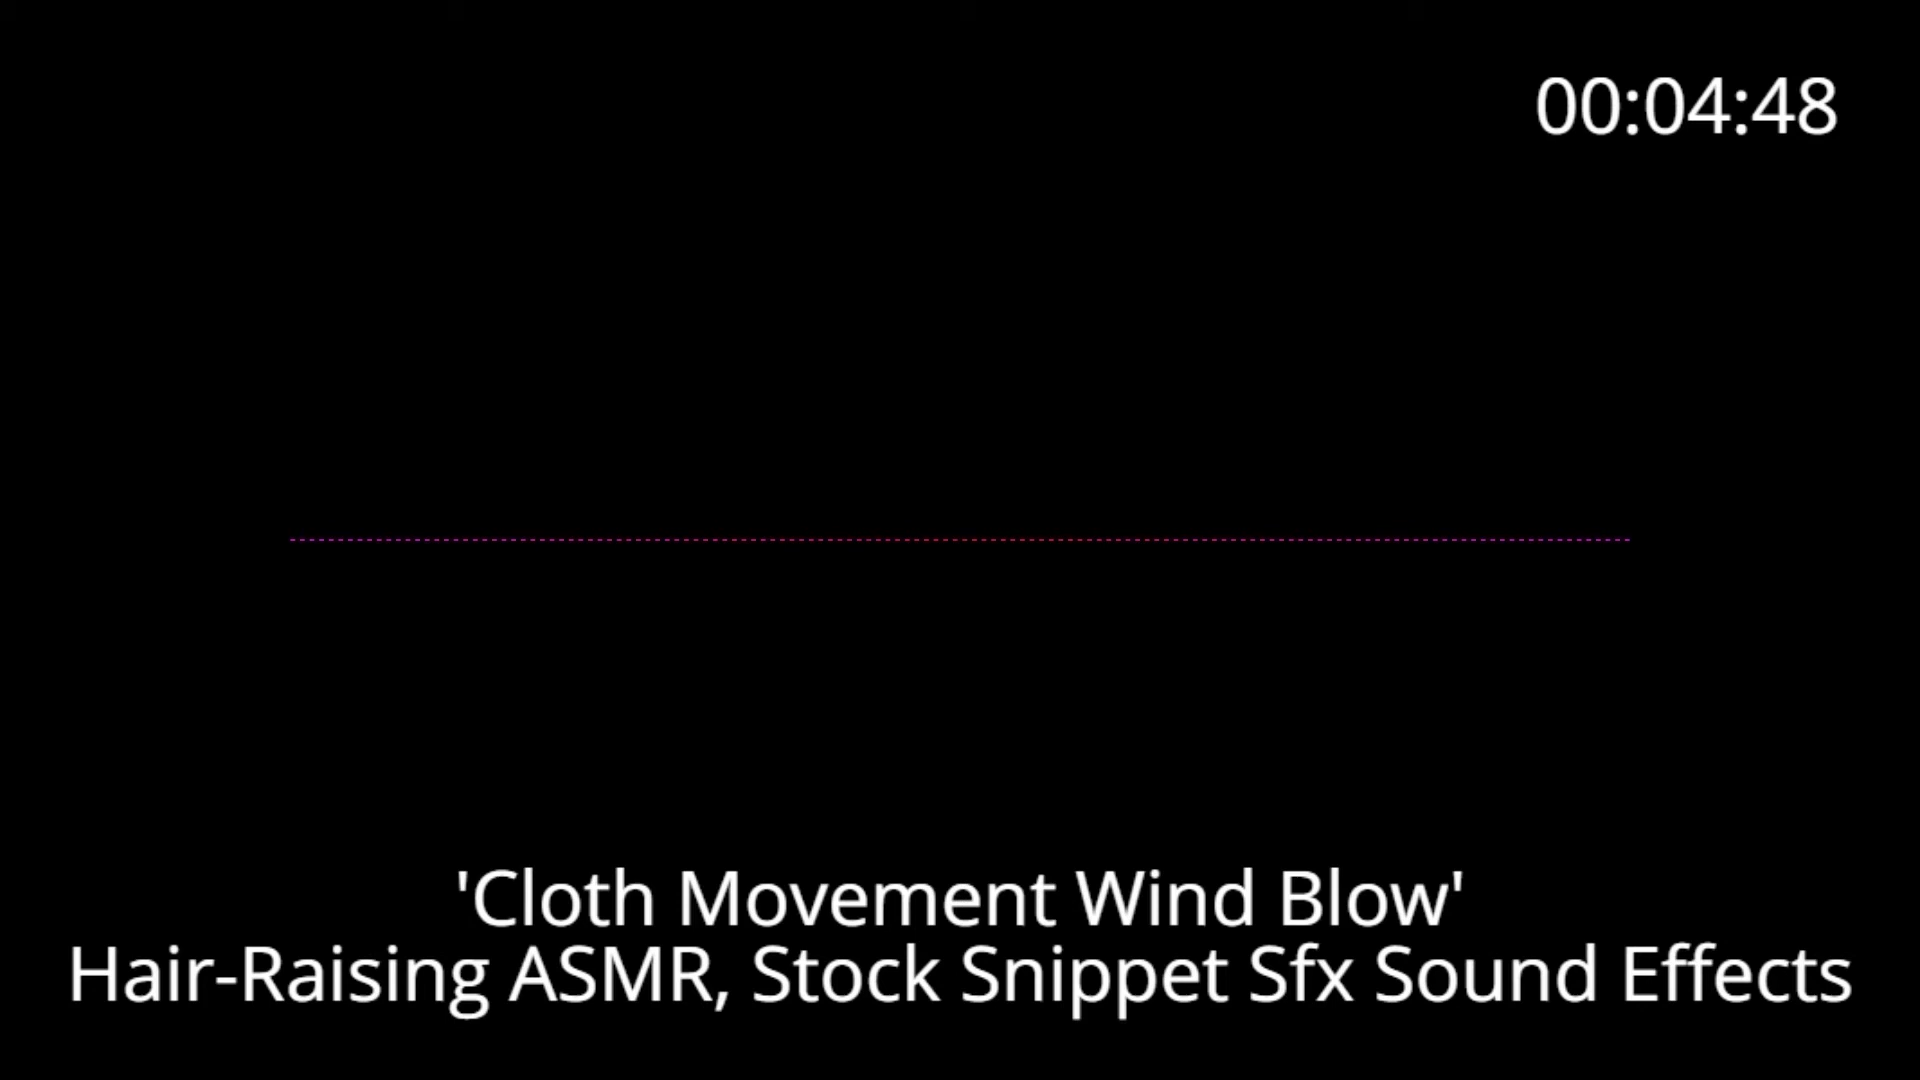 00:04:48
'Cloth Movement Wind Blow'
Hair-Raising ASMR, Stock Snippet Sfx Sound Effects